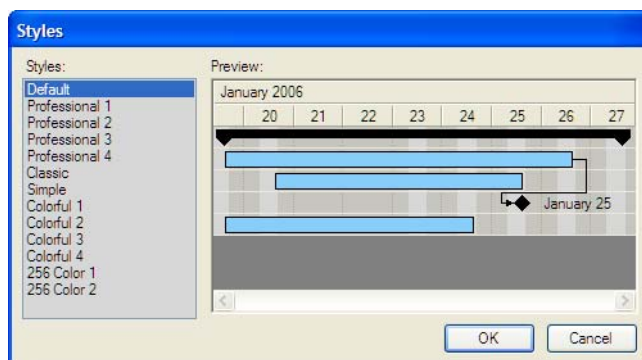 Styles
Styles:
Preview:
Default
Professional 1
Professional 2
Professional 3
Professional 4
Classic
Simple
Colorful 1
Colorful 2
Colorful 3
Colorful 4
256 Color 1
256 Color 2
January 2006
20 21 22 23 24 25 26 27
January 25
OK Cancel